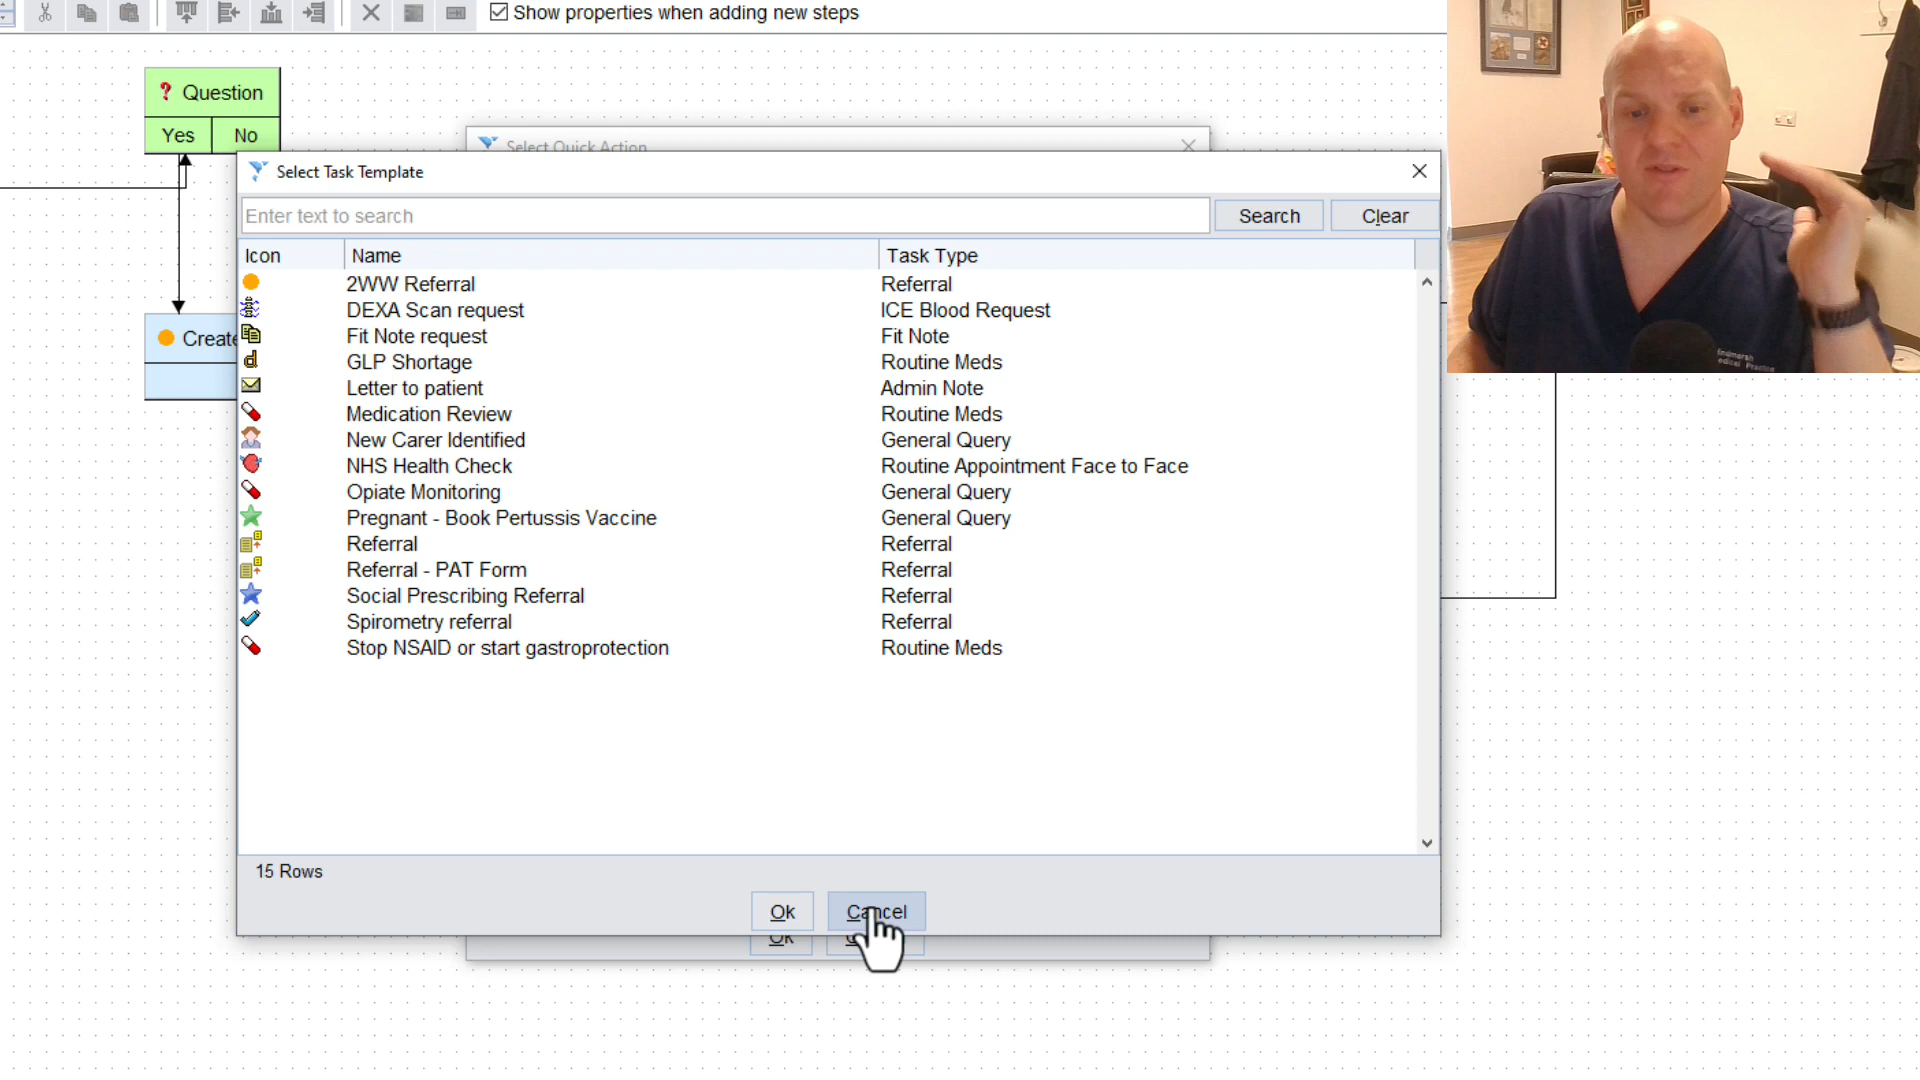 Show properties when adding new steps
? Question
Yes No
Select Quick Action
Select Task Template
Enter text to search Search Clear
Icon Name Task Type
2WW Referral Referral
DEXA Scan request ICE Blood Request
Fit Note request Fit Note
GLP Shortage Routine Meds
Letter to patient Admin Note
Medication Review Routine Meds
New Carer Identified General Query
NHS Health Check Routine Appointment Face to Face
Opiate Monitoring General Query
Pregnant - Book Pertussis Vaccine General Query
Referral Referral
Referral - PAT Form Referral
Social Prescribing Referral Referral
Spirometry referral Referral
Stop NSAID or start gastroprotection Routine Meds
Create
15 Rows
Ok Cancel
Ok